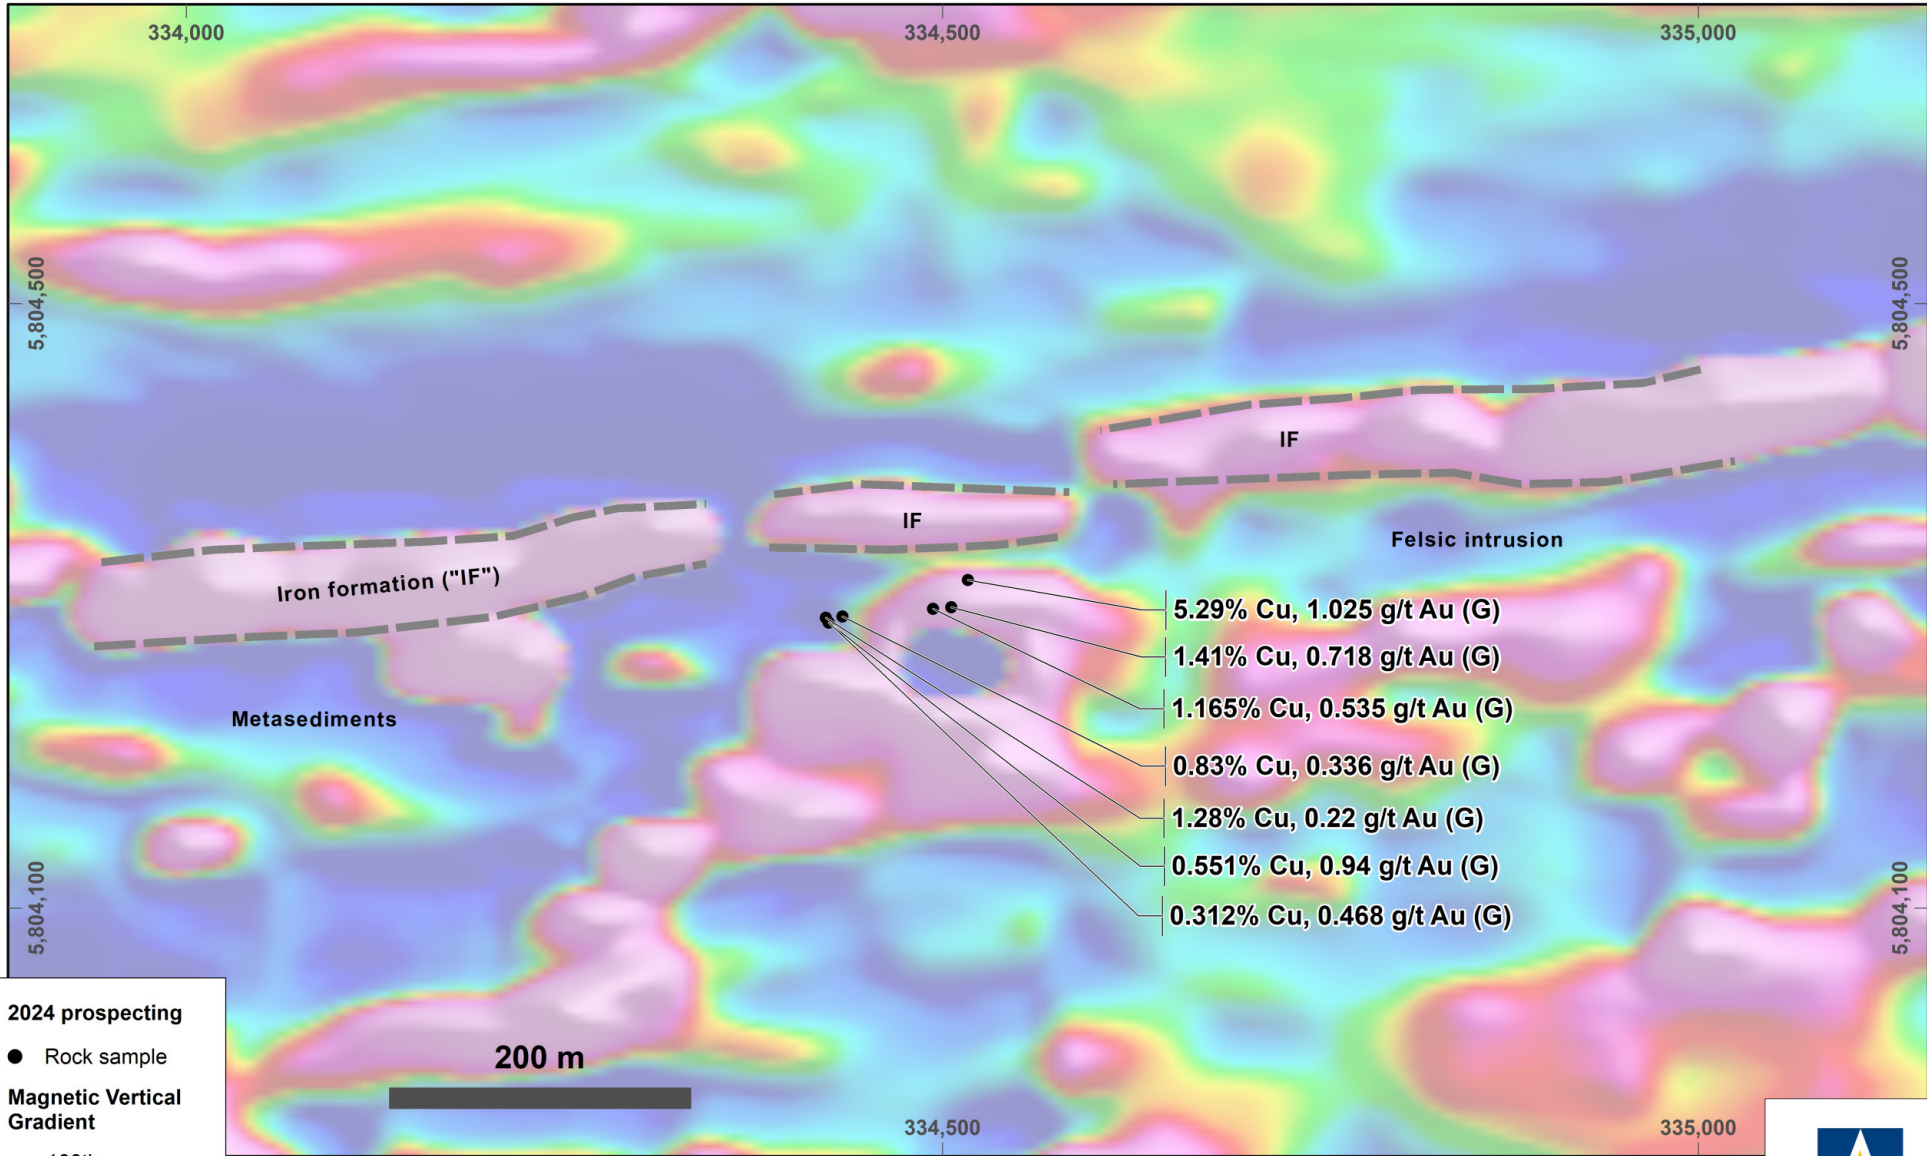 334,000
334,500
335,000
5,804,500
5,804,500
IF
IF
Iron formation ("IF")
Felsic intrusion
Metasediments
5.29% Cu, 1.025 g/t Au (G)
1.41% Cu, 0.718 g/t Au (G)
1.165% Cu, 0.535 g/t Au (G)
0.83% Cu, 0.336 g/t Au (G)
1.28% Cu, 0.22 g/t Au (G)
0.551% Cu, 0.94 g/t Au (G)
0.312% Cu, 0.468 g/t Au (G)
5,804,100
5,804,100
2024 prospecting
Rock sample
Magnetic Vertical
Gradient
200 m
334,500
335,000